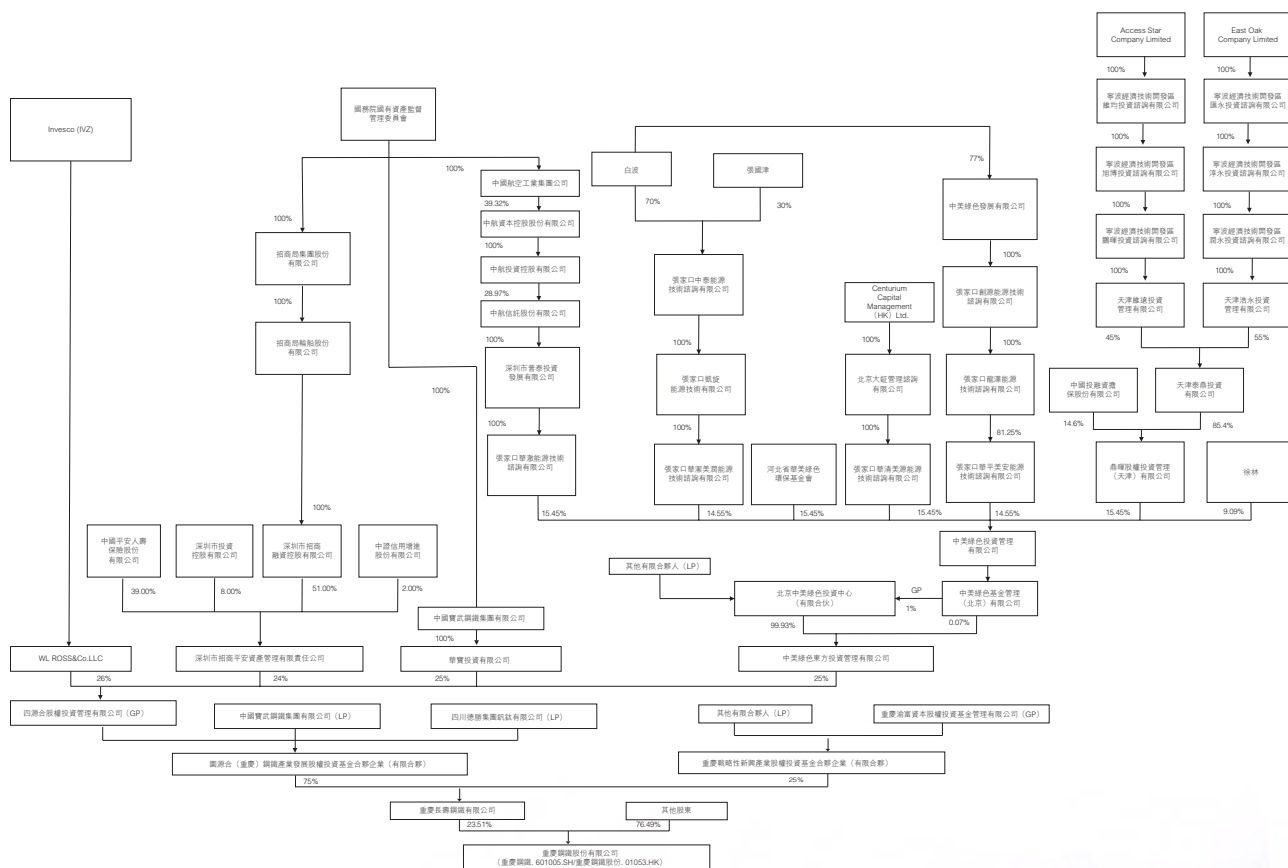 Access Star
Company Limited
East Oak
Company Limited
100%
100%
Invesco (IVZ)
國務院國有資產監督
管理委員會
寧波經濟技術開發區
維均投資諮詢有限公司
寧波經濟技術開發區
匯永投資諮詢有限公司
100%
100%
100%
白波
張國津
77%
中國航空工業集團公司
寧波經濟技術開發區
旭博投資諮詢有限公司
寧波經濟技術開發區
淳永投資諮詢有限公司
39.32%
70%
30%
100%
100%
100%
中航資本控股股份有限公司
中美綠色發展有限公司
寧波經濟技術開發區
鵬暉投資諮詢有限公司
寧波經濟技術開發區
潤永投資諮詢有限公司
100%
招商局集團股份
有限公司
中航投資控股有限公司
張家口中泰能源
技術諮詢有限公司
100%
100%
100%
28.97%
Centurium
Capital
Management
(HK) Ltd.
張家口創源能源技術
諮詢有限公司
天津維遠投資
管理有限公司
天津浩永投資
管理有限公司
100%
中航信託股份有限公司
招商局輪船股份
有限公司
100%
100%
100%
100%
45%
55%
100%
深圳市菁泰投資
發展有限公司
張家口凱旋
能源技術有限公司
北京大鉦管理諮詢
有限公司
張家口龍澤能源
技術諮詢有限公司
中國投融資擔
保股份有限公司
天津泰鼎投資
有限公司
100%
100%
100%
81.25%
14.6%
85.4%
張家口華澈能源技術
諮詢有限公司
張家口華潔美潤能源
技術諮詢有限公司
河北省華美綠色
環保基金會
張家口華清美源能源
技術諮詢有限公司
張家口華平美安能源
技術諮詢有限公司
鼎暉股權投資管理
（天津）有限公司
徐林
100%
15.45%
14.55%
15.45%
15.45%
14.55%
15.45%
9.09%
中國平安人壽
保險股份
有限公司
深圳市投資
控股有限公司
深圳市招商
融資控股有限公司
中證信用增進
股份有限公司
中美綠色投資管理
有限公司
其他有限合夥人（LP）
39.00%
8.00%
51.00%
2.00%
北京中美綠色投資中心
（有限合伙）
GP
1%
中美綠色基金管理
（北京）有限公司
中國寶武鋼鐵集團有限公司
99.93%
0.07%
100%
WL ROSS&Co.LLC
深圳市招商平安資產管理有限責任公司
華寶投資有限公司
中美綠色東方投資管理有限公司
26%
24%
25%
25%
四源合股權投資管理有限公司（GP）
中國寶武鋼鐵集團有限公司（LP）
四川德勝集團釩鈦有限公司（LP）
其他有限合夥人（LP）
重慶渝富資本股權投資基金管理有限公司（GP）
四源合（重慶）鋼鐵產業發展股權投資基金合夥企業（有限合夥）
重慶戰略性新興產業股權投資基金合夥企業（有限合夥）
75%
25%
重慶長壽鋼鐵有限公司
其他股東
23.51%
76.49%
重慶鋼鐵股份有限公司
（重慶鋼鐵, 601005.SH/重慶鋼鐵股份, 01053.HK）